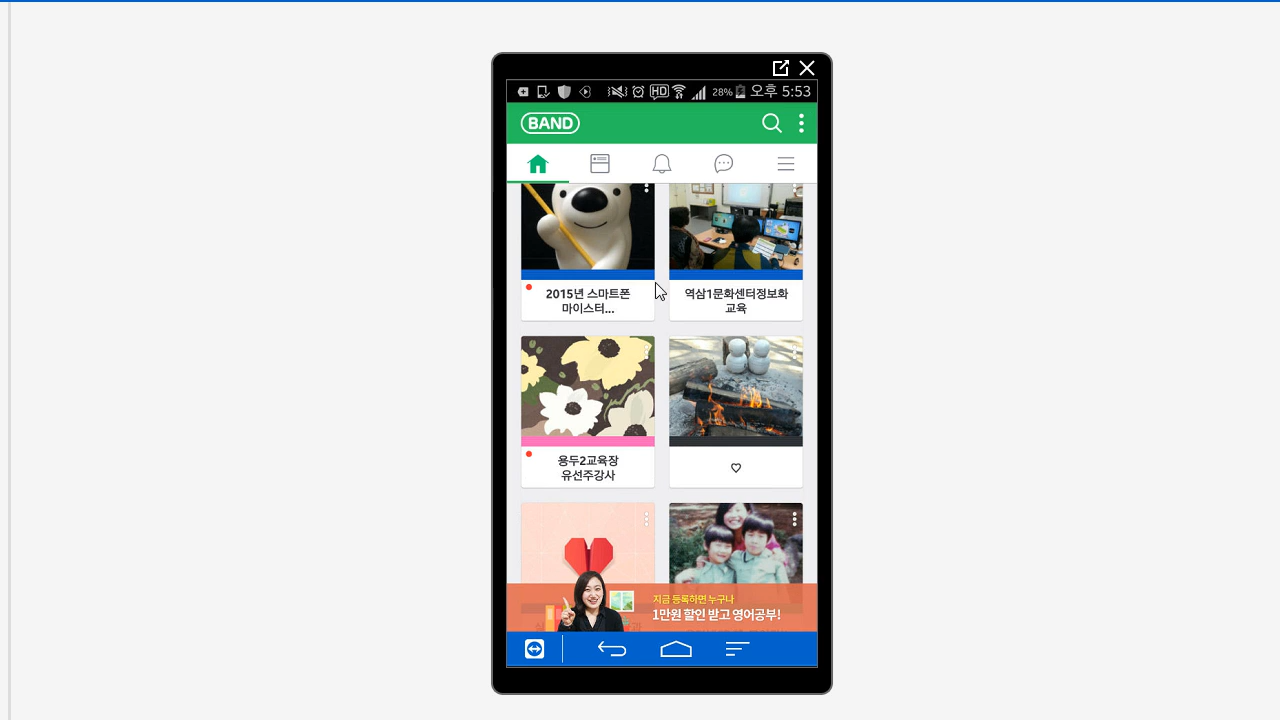 HD
28%
오후 5:53
BAND
2015년 스마트폰
마이스터...
역삼1문화센터정보화
교육
용두2교육장
유선주강사
지금 등록하면 누구나
1만원 할인 받고 영어공부!